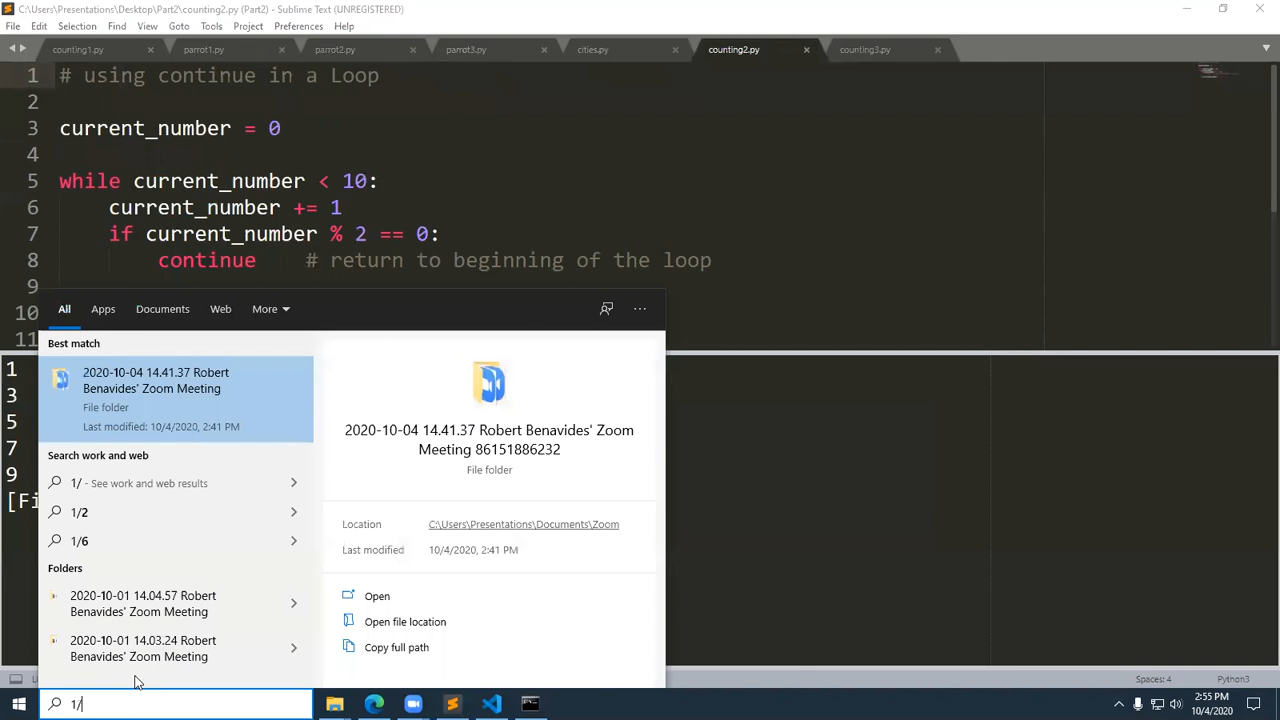 C:\Users\Presentations\Desktop\Part2\counting2.py (Part2) - Sublime Text (UNREGISTERED)
File Edit Selection Find View Goto Tools Project Preferences Help
counting1.py parrot1.py parrot2.py parrot3.py cities.py counting2.py counting3.py
1 # using continue in a Loop
2
3 current_number = 0
4
5 while current_number < 10:
6 current_number += 1
7 if current_number % 2 == 0:
8 continue # return to beginning of the loop
9
10
11
1
3
5
7
9
[Fi
All Apps Documents Web More
Best match
2020-10-04 14.41.37 Robert
Benavides' Zoom Meeting
File folder
Last modified: 10/4/2020, 2:41 PM
Search work and web
1/ - See work and web results
1/2
1/6
Folders
2020-10-01 14.04.57 Robert
Benavides' Zoom Meeting
2020-10-01 14.03.24 Robert
Benavides' Zoom Meeting
2020-10-04 14.41.37 Robert Benavides' Zoom
Meeting 86151886232
File folder
Location C:\Users\Presentations\Documents\Zoom
Last modified 10/4/2020, 2:41 PM
Open
Open file location
Copy full path
Spaces: 4 Python3
1/
2:55 PM
10/4/2020